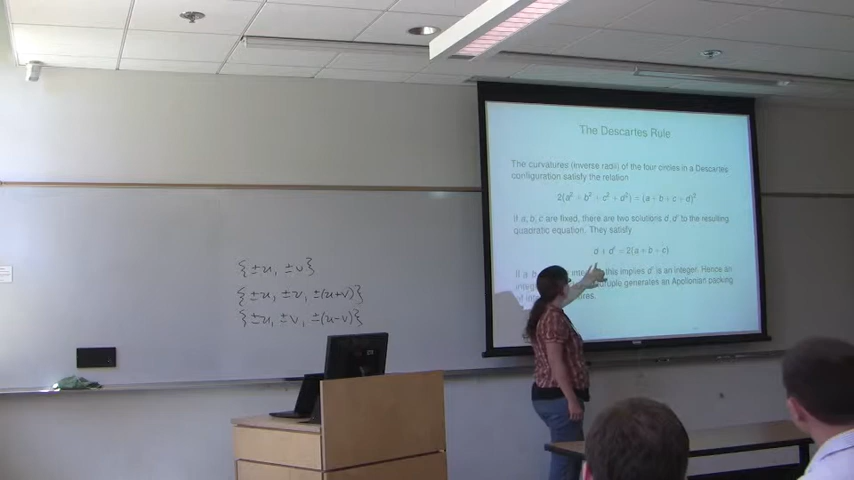 {±u, ±v}
{±u, ±v, ±(u+v)}
{±u, ±v, ±(u-v)}
The Descartes Rule
The curvatures (inverse radii) of the four circles in a Descartes
configuration satisfy the relation
2(a² + b² + c² + d²) = (a + b + c + d)²
If a, b, c are fixed, there are two solutions d, d' to the resulting
quadratic equation. They satisfy
d + d' = 2(a + b + c)
If a, b this implies d' is an integer. Hence an
generates an Apollonian packing